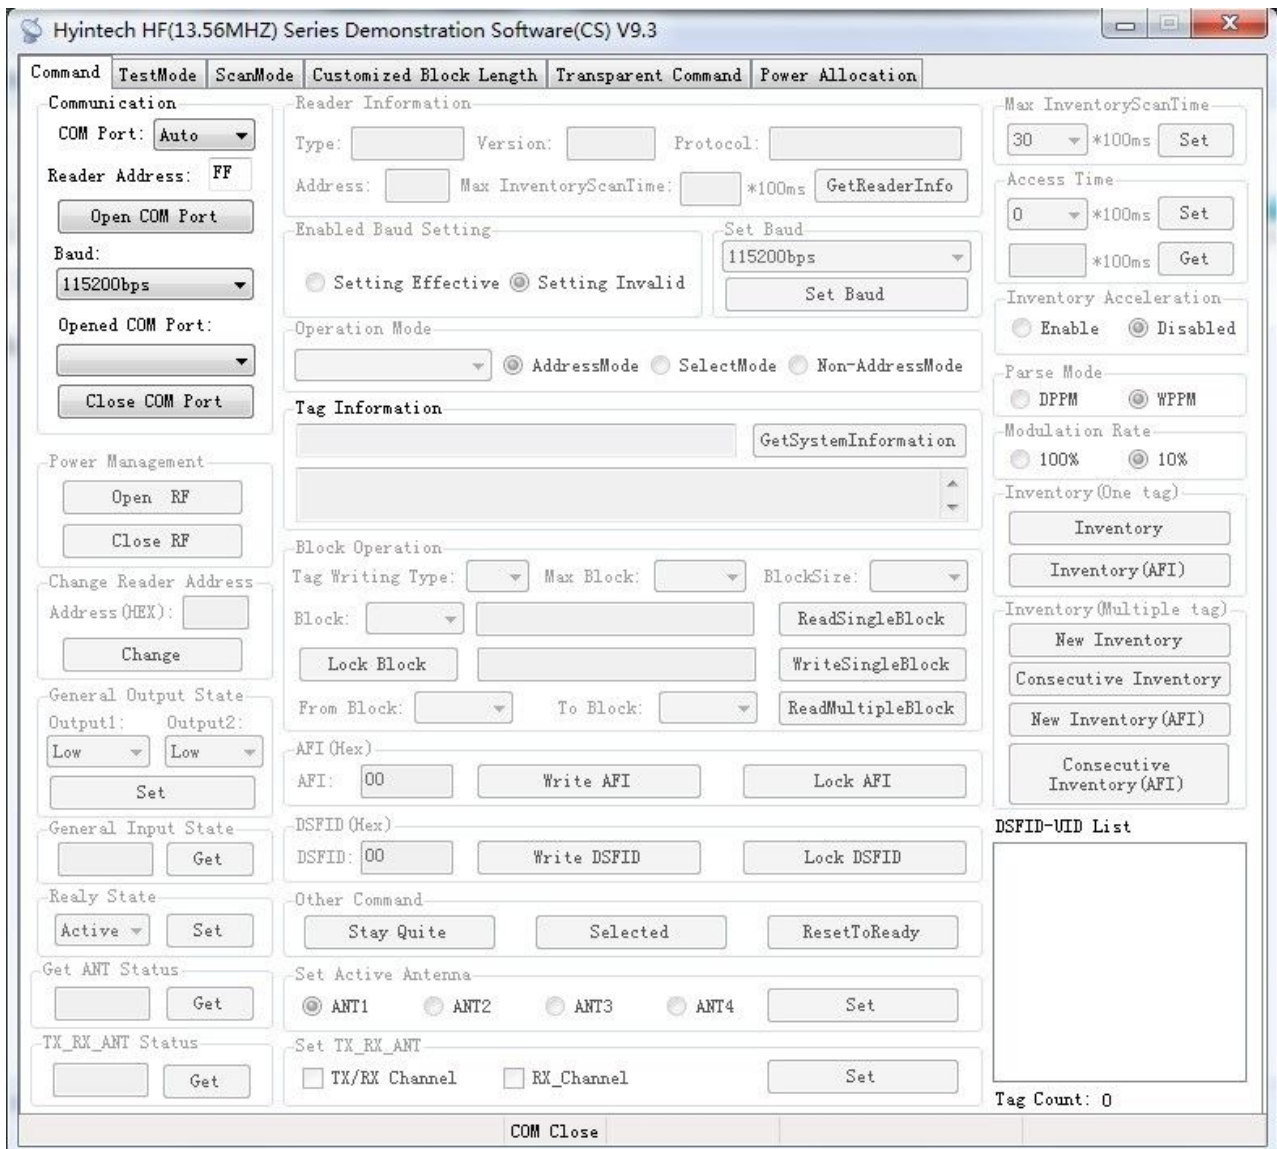 Hyintech HF(13.56MHZ) Series Demonstration Software(CS) V9.3
Command TestMode ScanMode Customized Block Length Transparent Command Power Allocation
Communication
COM Port: Auto
Reader Address: FF
Open COM Port
Baud:
115200bps
Opened COM Port:
Close COM Port
Power Management
Open RF
Close RF
Change Reader Address
Address(HEX):
Change
General Output State
Output1: Output2:
Low Low
Set
General Input State
Get
Realy State
Active Set
Get ANT Status
Get
TX_RX_ANT Status
Get
Reader Information
Type: Version: Protocol:
Address: Max InventoryScanTime: *100ms GetReaderInfo
Enabled Baud Setting
Setting Effective Setting Invalid
Set Baud
115200bps
Set Baud
Operation Mode
AddressMode SelectMode Non-AddressMode
Tag Information
GetSystemInformation
Block Operation
Tag Writing Type: Max Block: BlockSize:
Block: ReadSingleBlock
Lock Block WriteSingleBlock
From Block: To Block: ReadMultipleBlock
AFI(Hex)
AFI: 00 Write AFI Lock AFI
DSFID(Hex)
DSFID: 00 Write DSFID Lock DSFID
Other Command
Stay Quite Selected ResetToReady
Set Active Antenna
ANT1 ANT2 ANT3 ANT4 Set
Set TX_RX_ANT
TX/RX Channel RX_Channel Set
Max InventoryScanTime
30 *100ms Set
Access Time
0 *100ms Set
*100ms Get
Inventory Acceleration
Enable Disabled
Parse Mode
DPPM WPPM
Modulation Rate
100% 10%
Inventory(One tag)
Inventory
Inventory(AFI)
Inventory(Multiple tag)
New Inventory
Consecutive Inventory
New Inventory(AFI)
Consecutive
Inventory(AFI)
DSFID-UID List
Tag Count: 0
COM Close